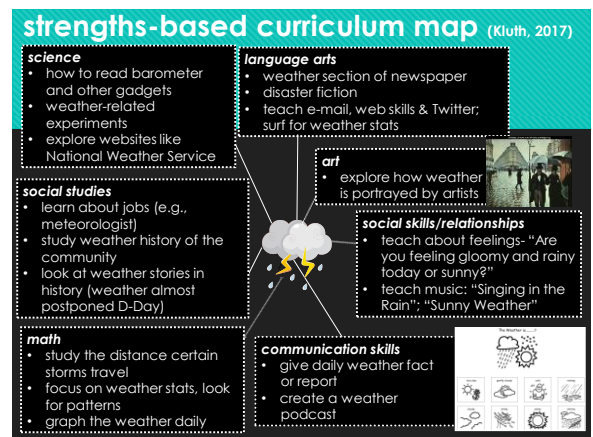 strengths-based curriculum map (Kluth, 2017)
science
• how to read barometer
and other gadgets
• weather-related
experiments
• explore websites like
National Weather Service
language arts
• weather section of newspaper
• disaster fiction
• teach e-mail, web skills & Twitter;
surf for weather stats
art
• explore how weather
is portrayed by artists
social studies
• learn about jobs (e.g.,
meteorologist)
• study weather history of the
community
• look at weather stories in
history (weather almost
postponed D-Day)
social skills/relationships
• teach about feelings- “Are
you feeling gloomy and rainy
today or sunny?”
• teach music: “Singing in the
Rain”; “Sunny Weather”
math
• study the distance certain
storms travel
• focus on weather stats, look
for patterns
• graph the weather daily
communication skills
• give daily weather fact
or report
• create a weather
podcast
The Weather is